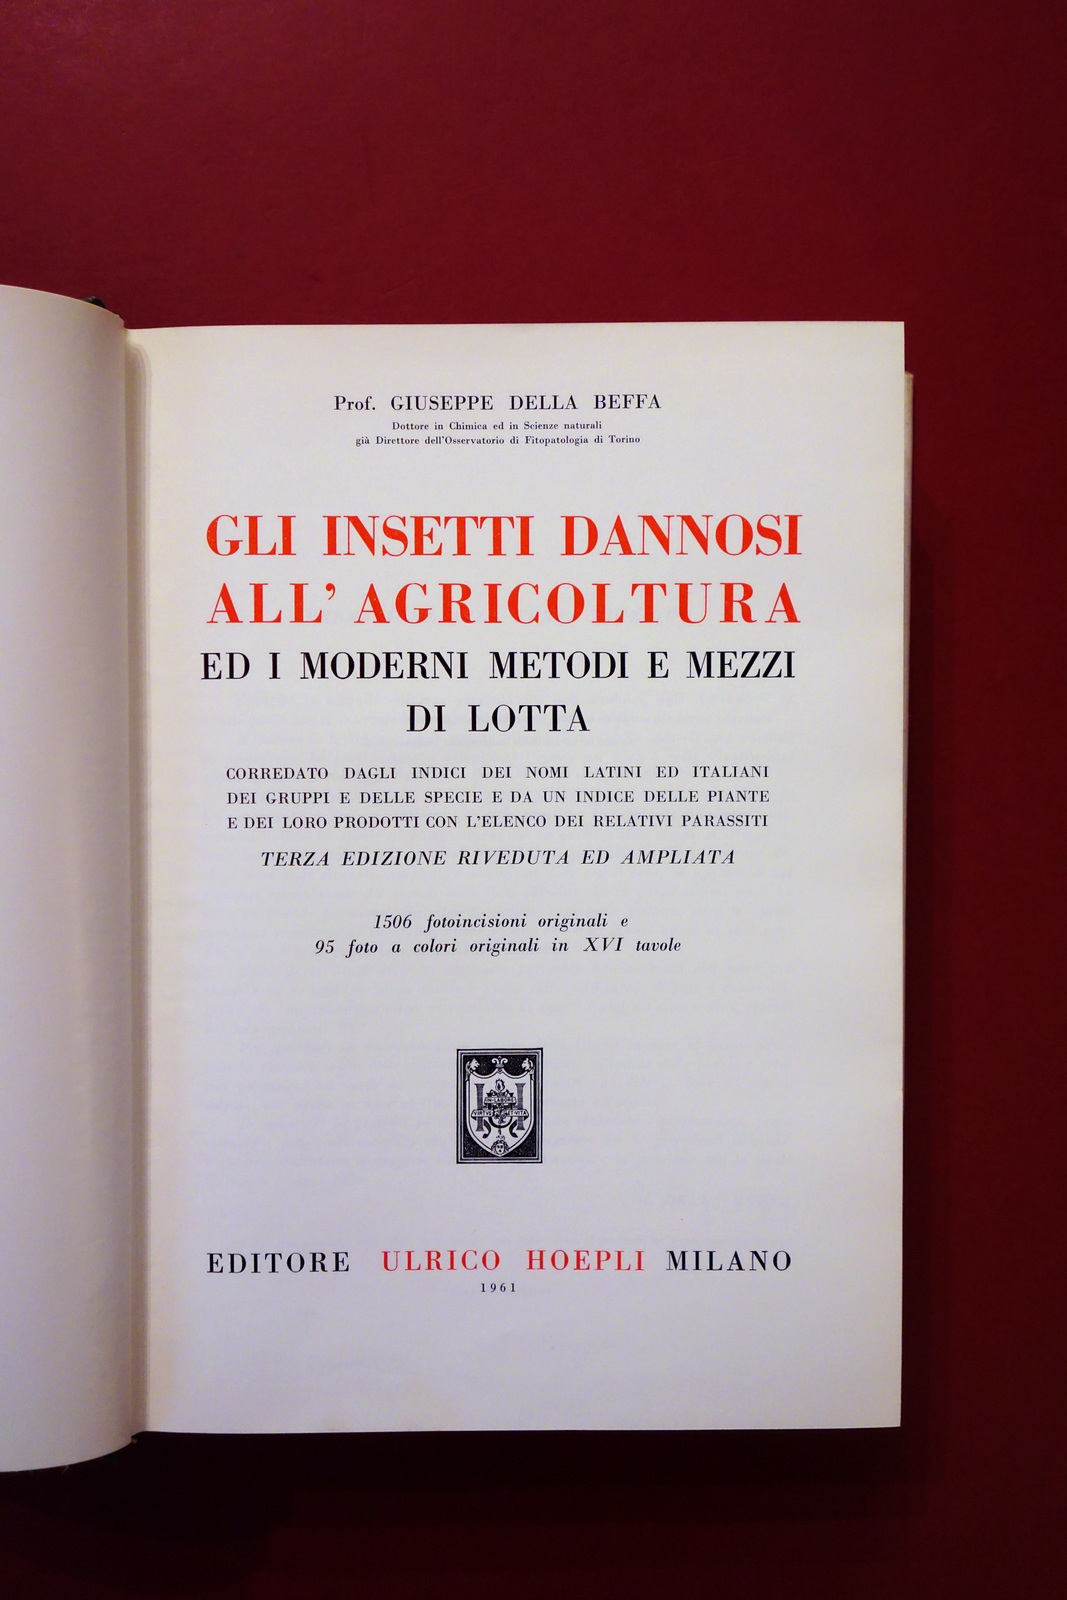 Prof. GIUSEPPE DELLA BEFFA
Dottore in Chimica ed in Scienze naturali
già Direttore dell'Osservatorio di Fitopatologia di Torino
GLI INSETTI DANNOSI
ALL'AGRICOLTURA
ED I MODERNI METODI E MEZZI
DI LOTTA
CORREDATO DAGLI INDICI DEI NOMI LATINI ED ITALIANI
DEI GRUPPI E DELLE SPECIE E DA UN INDICE DELLE PIANTE
E DEI LORO PRODOTTI CON L'ELENCO DEI RELATIVI PARASSITI
TERZA EDIZIONE RIVEDUTA ED AMPLIATA
1506 fotoincisioni originali e
95 foto a colori originali in XVI tavole
EDITORE ULRICO HOEPLI MILANO
1961